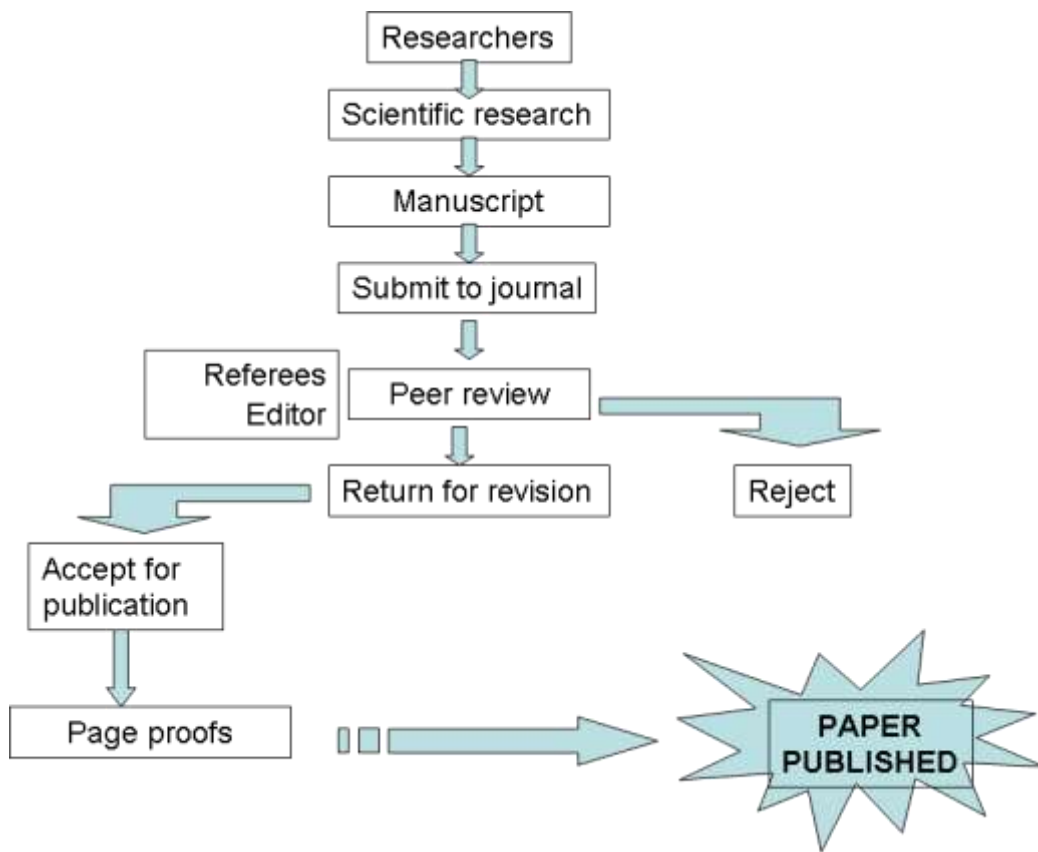 Researchers
Scientific research
Manuscript
Submit to journal
Referees
Editor
Peer review
Return for revision
Reject
Accept for
publication
Page proofs
PAPER
PUBLISHED